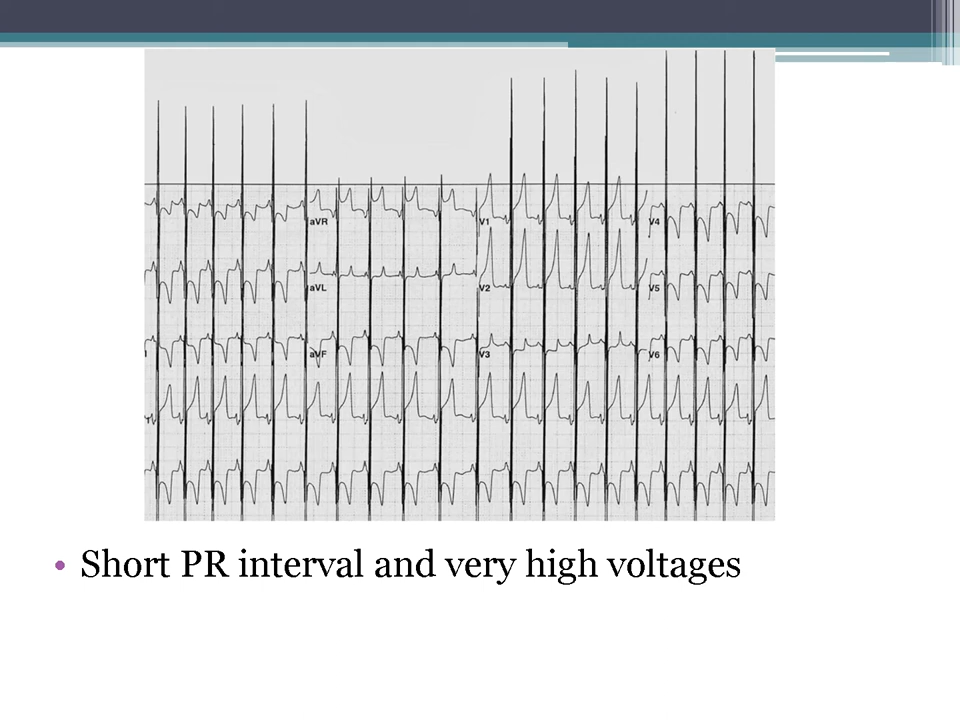 aVR V1 V4
aVL V2 V5
aVF V3 V6
• Short PR interval and very high voltages